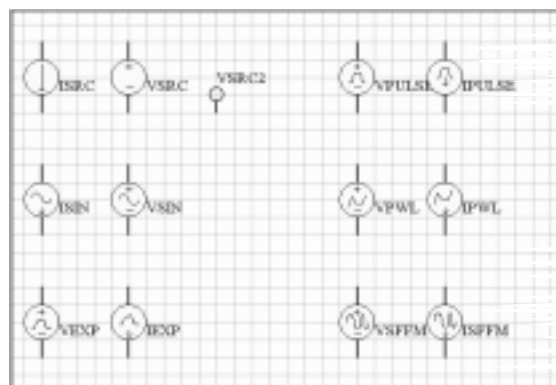 ISRC VSRC VSRC2 VPULSE IPULSE
ISIN VSIN VPWL IPWL
VEXP IEXP VSFFM ISFFM